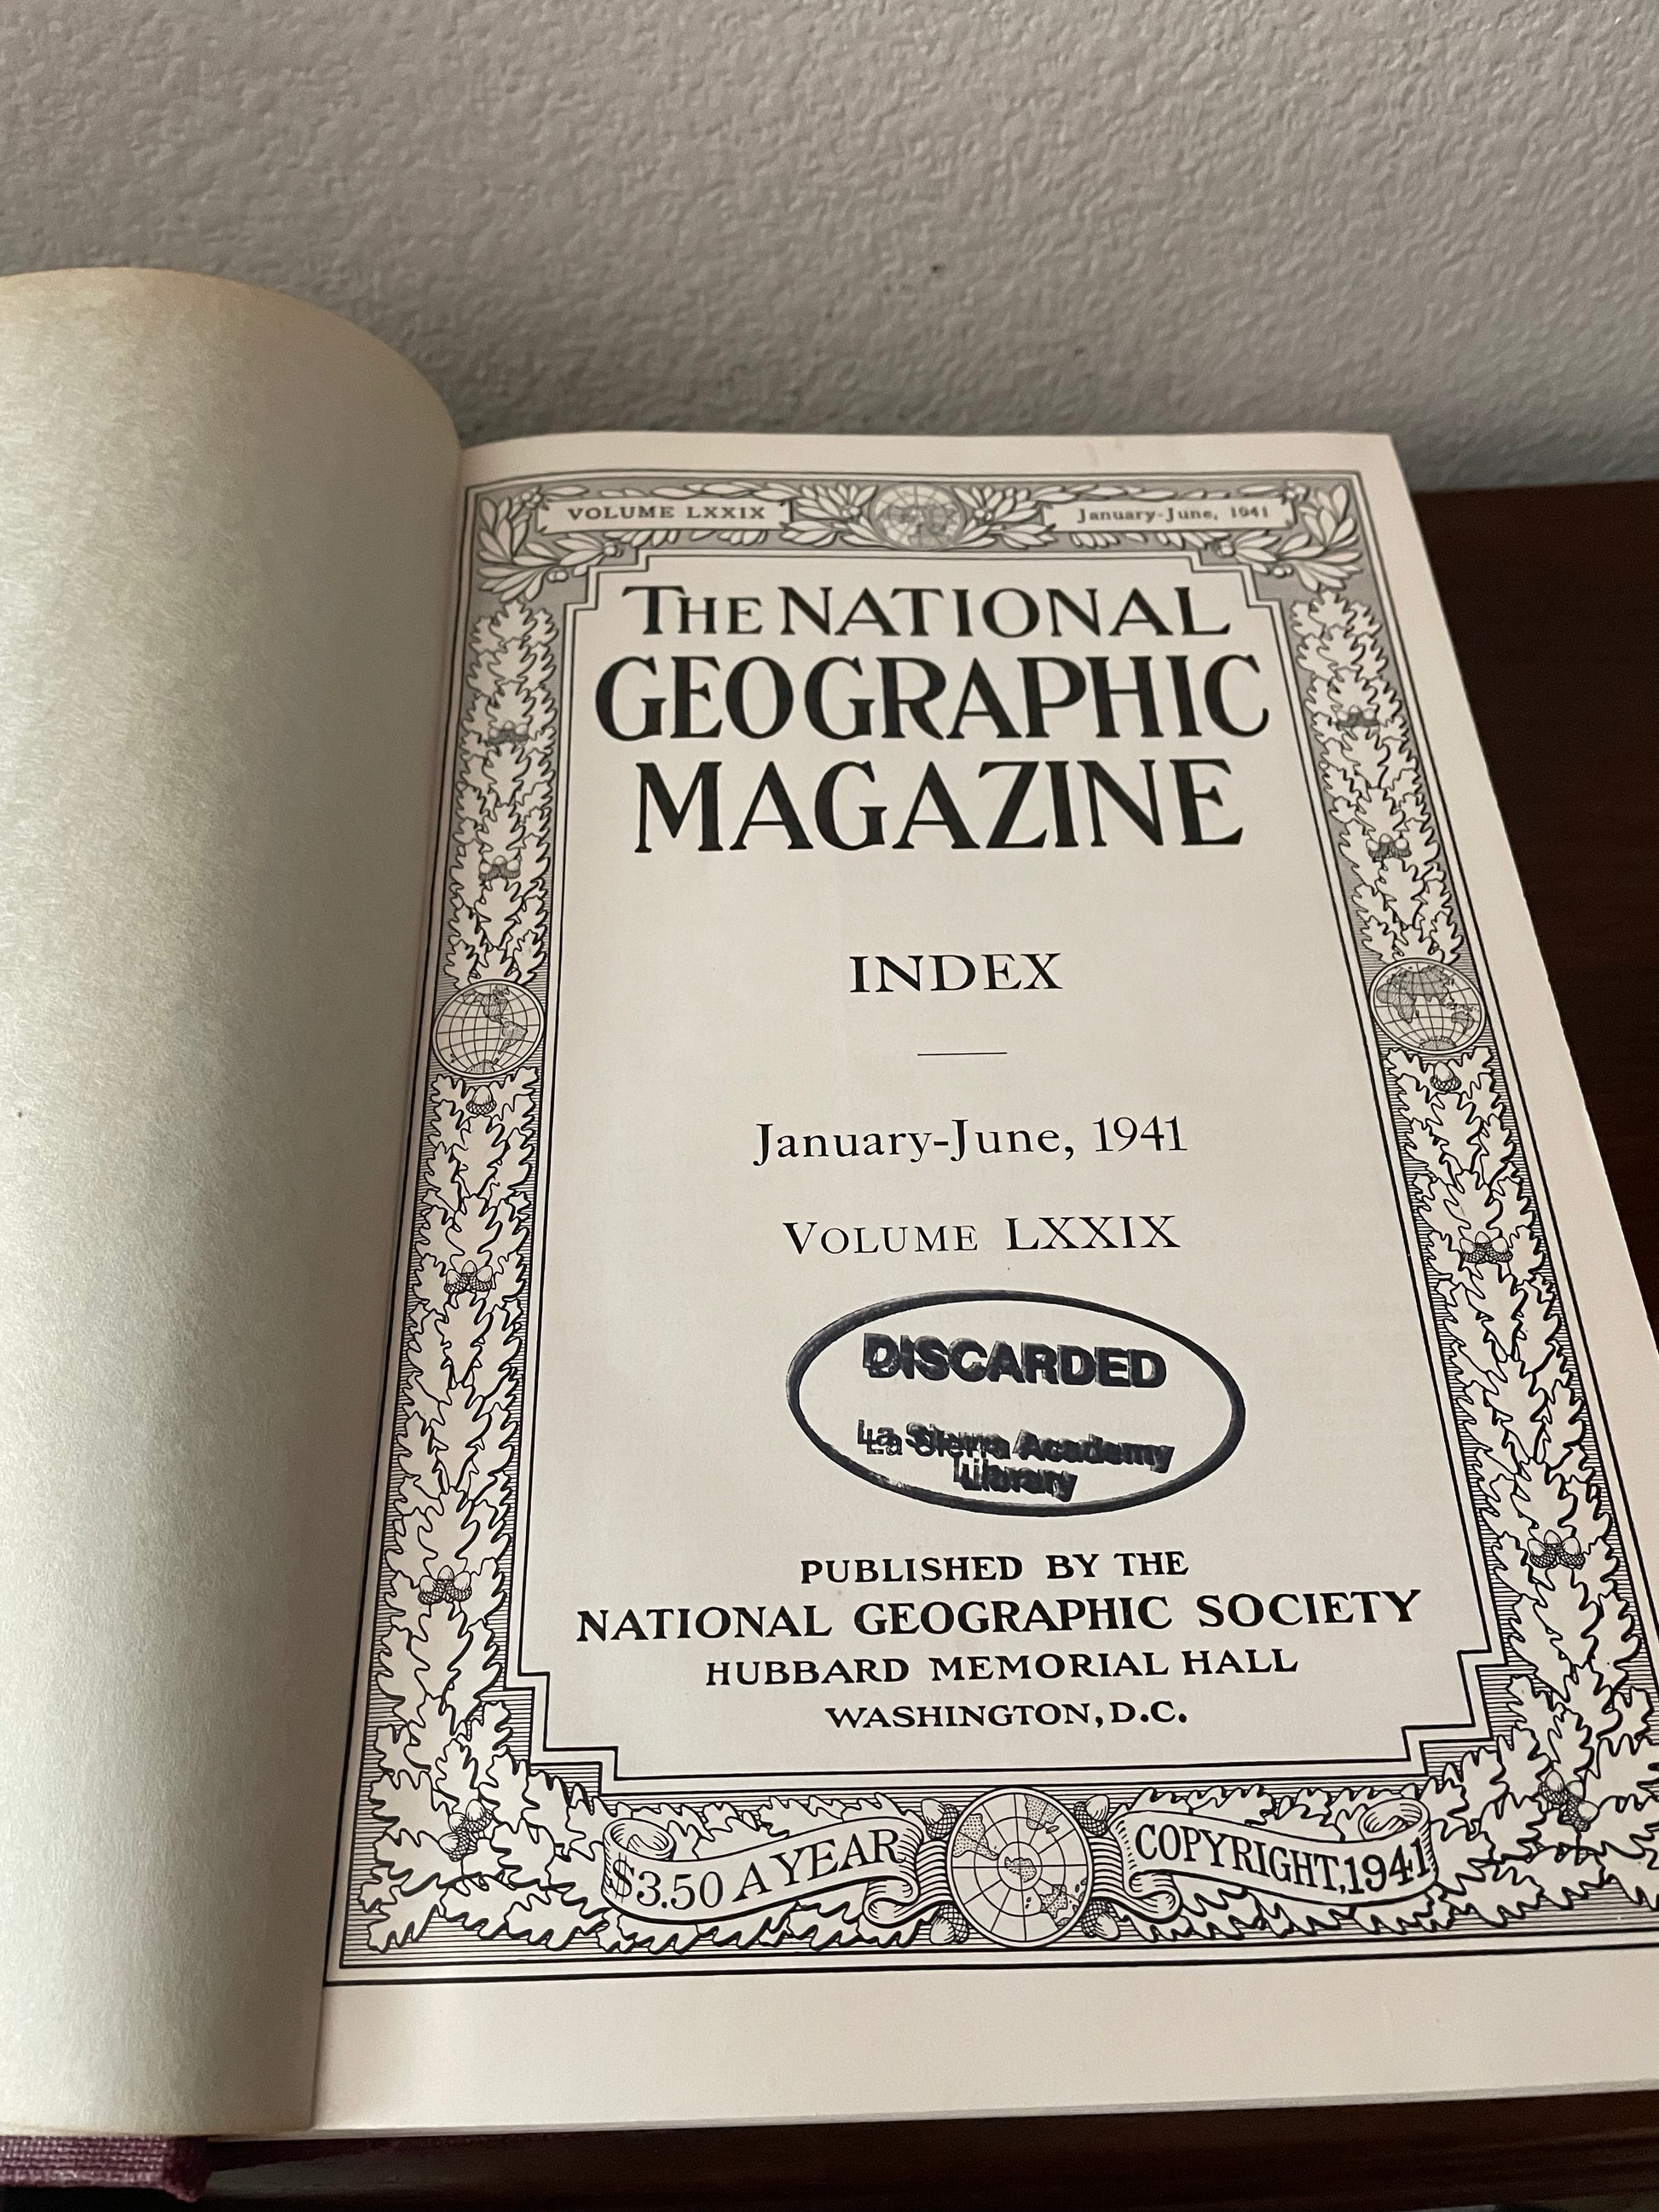 VOLUME LXXIX
January-June, 1941
THE NATIONAL
GEOGRAPHIC
MAGAZINE
INDEX
January-June, 1941
VOLUME LXXIX
DISCARDED
La Sierra Academy
Library
PUBLISHED BY THE
NATIONAL GEOGRAPHIC SOCIETY
HUBBARD MEMORIAL HALL
WASHINGTON, D.C.
$3.50 A YEAR
COPYRIGHT, 1941